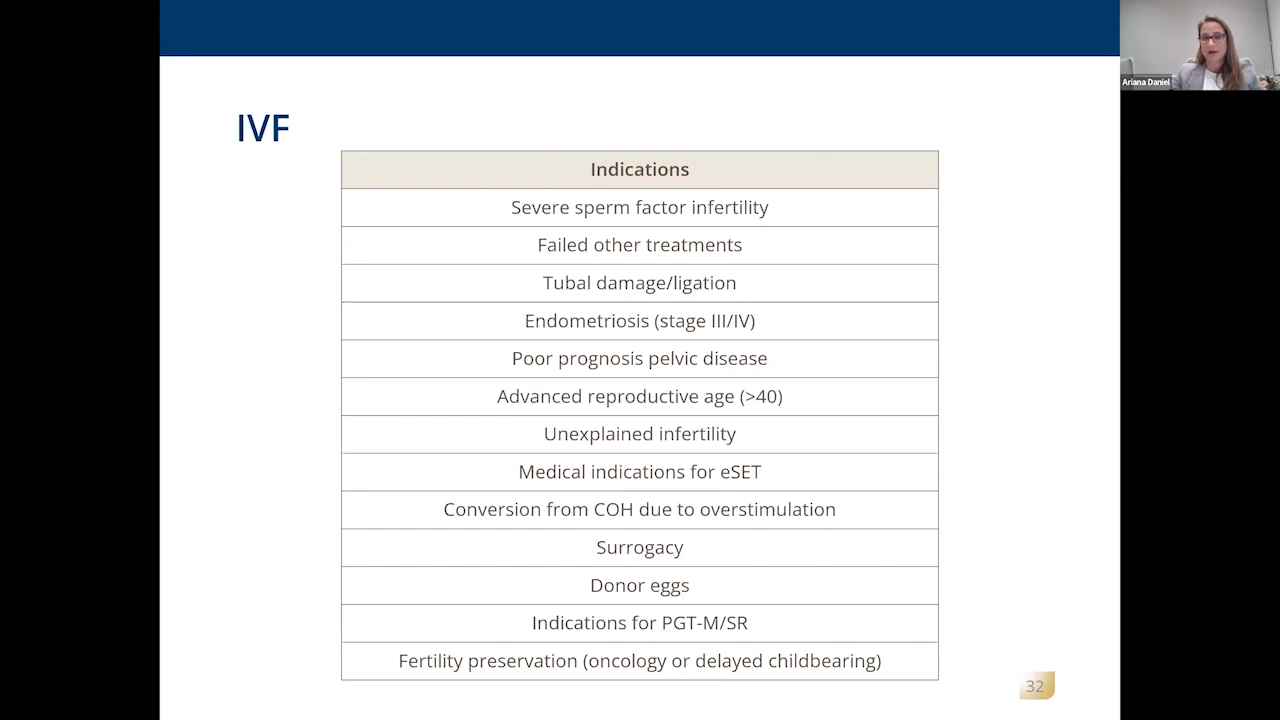 Ariana Daniel
IVF
Indications
Severe sperm factor infertility
Failed other treatments
Tubal damage/ligation
Endometriosis (stage III/IV)
Poor prognosis pelvic disease
Advanced reproductive age (>40)
Unexplained infertility
Medical indications for eSET
Conversion from COH due to overstimulation
Surrogacy
Donor eggs
Indications for PGT-M/SR
Fertility preservation (oncology or delayed childbearing)
32